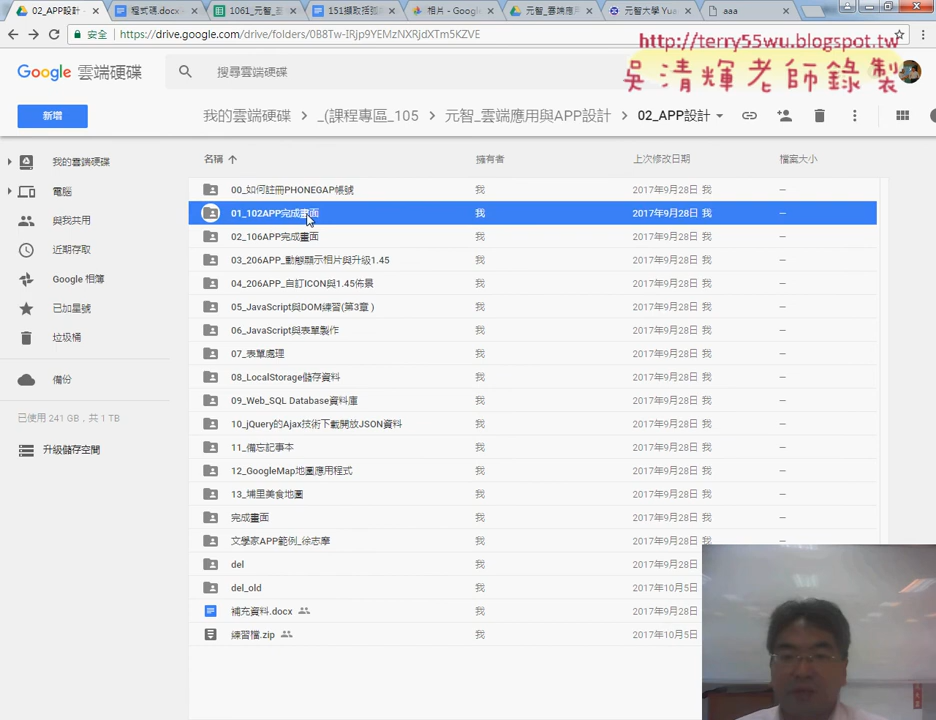 02_APP設計 -
程式碼.docx
1061_元智_
151擷取括弧
相片 - Googl
元智_雲端應用
元智大學 Yua
aaa
安全
https://drive.google.com/drive/folders/0B8Tw-IRjp9YEMzNXRjdXTm5KZVE
http://terry55wu.blogspot.tw
吳清輝老師錄製
Google 雲端硬碟
搜尋雲端硬碟
新增
我的雲端硬碟 > _(課程專區_105 > 元智_雲端應用與APP設計 > 02_APP設計
我的雲端硬碟
電腦
與我共用
近期存取
Google 相簿
已加星號
垃圾桶
備份
已使用 241 GB，共 1 TB
升級儲存空間
名稱 擁有者 上次修改日期 檔案大小
00_如何註冊PHONEGAP帳號 我 2017年9月28日 我 –
01_102APP完成畫面 我 2017年9月28日 我 –
02_106APP完成畫面 我 2017年9月28日 我 –
03_206APP_動態顯示相片與升級1.45 我 2017年9月28日 我 –
04_206APP_自訂ICON與1.45佈景 我 2017年9月28日 我 –
05_JavaScript與DOM練習(第3章 ) 我 2017年9月28日 我 –
06_JavaScript與表單製作 我 2017年9月28日 我 –
07_表單處理 我 2017年9月28日 我 –
08_LocalStorage儲存資料 我 2017年9月28日 我 –
09_Web_SQL Database資料庫 我 2017年9月28日 我 –
10_jQuery的Ajax技術下載開放JSON資料 我 2017年9月28日 我 –
11_備忘記事本 我 2017年9月28日 我 –
12_GoogleMap地圖應用程式 我 2017年9月28日 我 –
13_埔里美食地圖 我 2017年9月28日 我 –
完成畫面 我 2017年9月28日 我 –
文學家APP範例_徐志摩 我 2017年9月28日 我 –
del 我 2017年9月28日
del_old 我 2017年10月5日
補充資料.docx 我 2017年9月28日
練習檔.zip 我 2017年10月5日